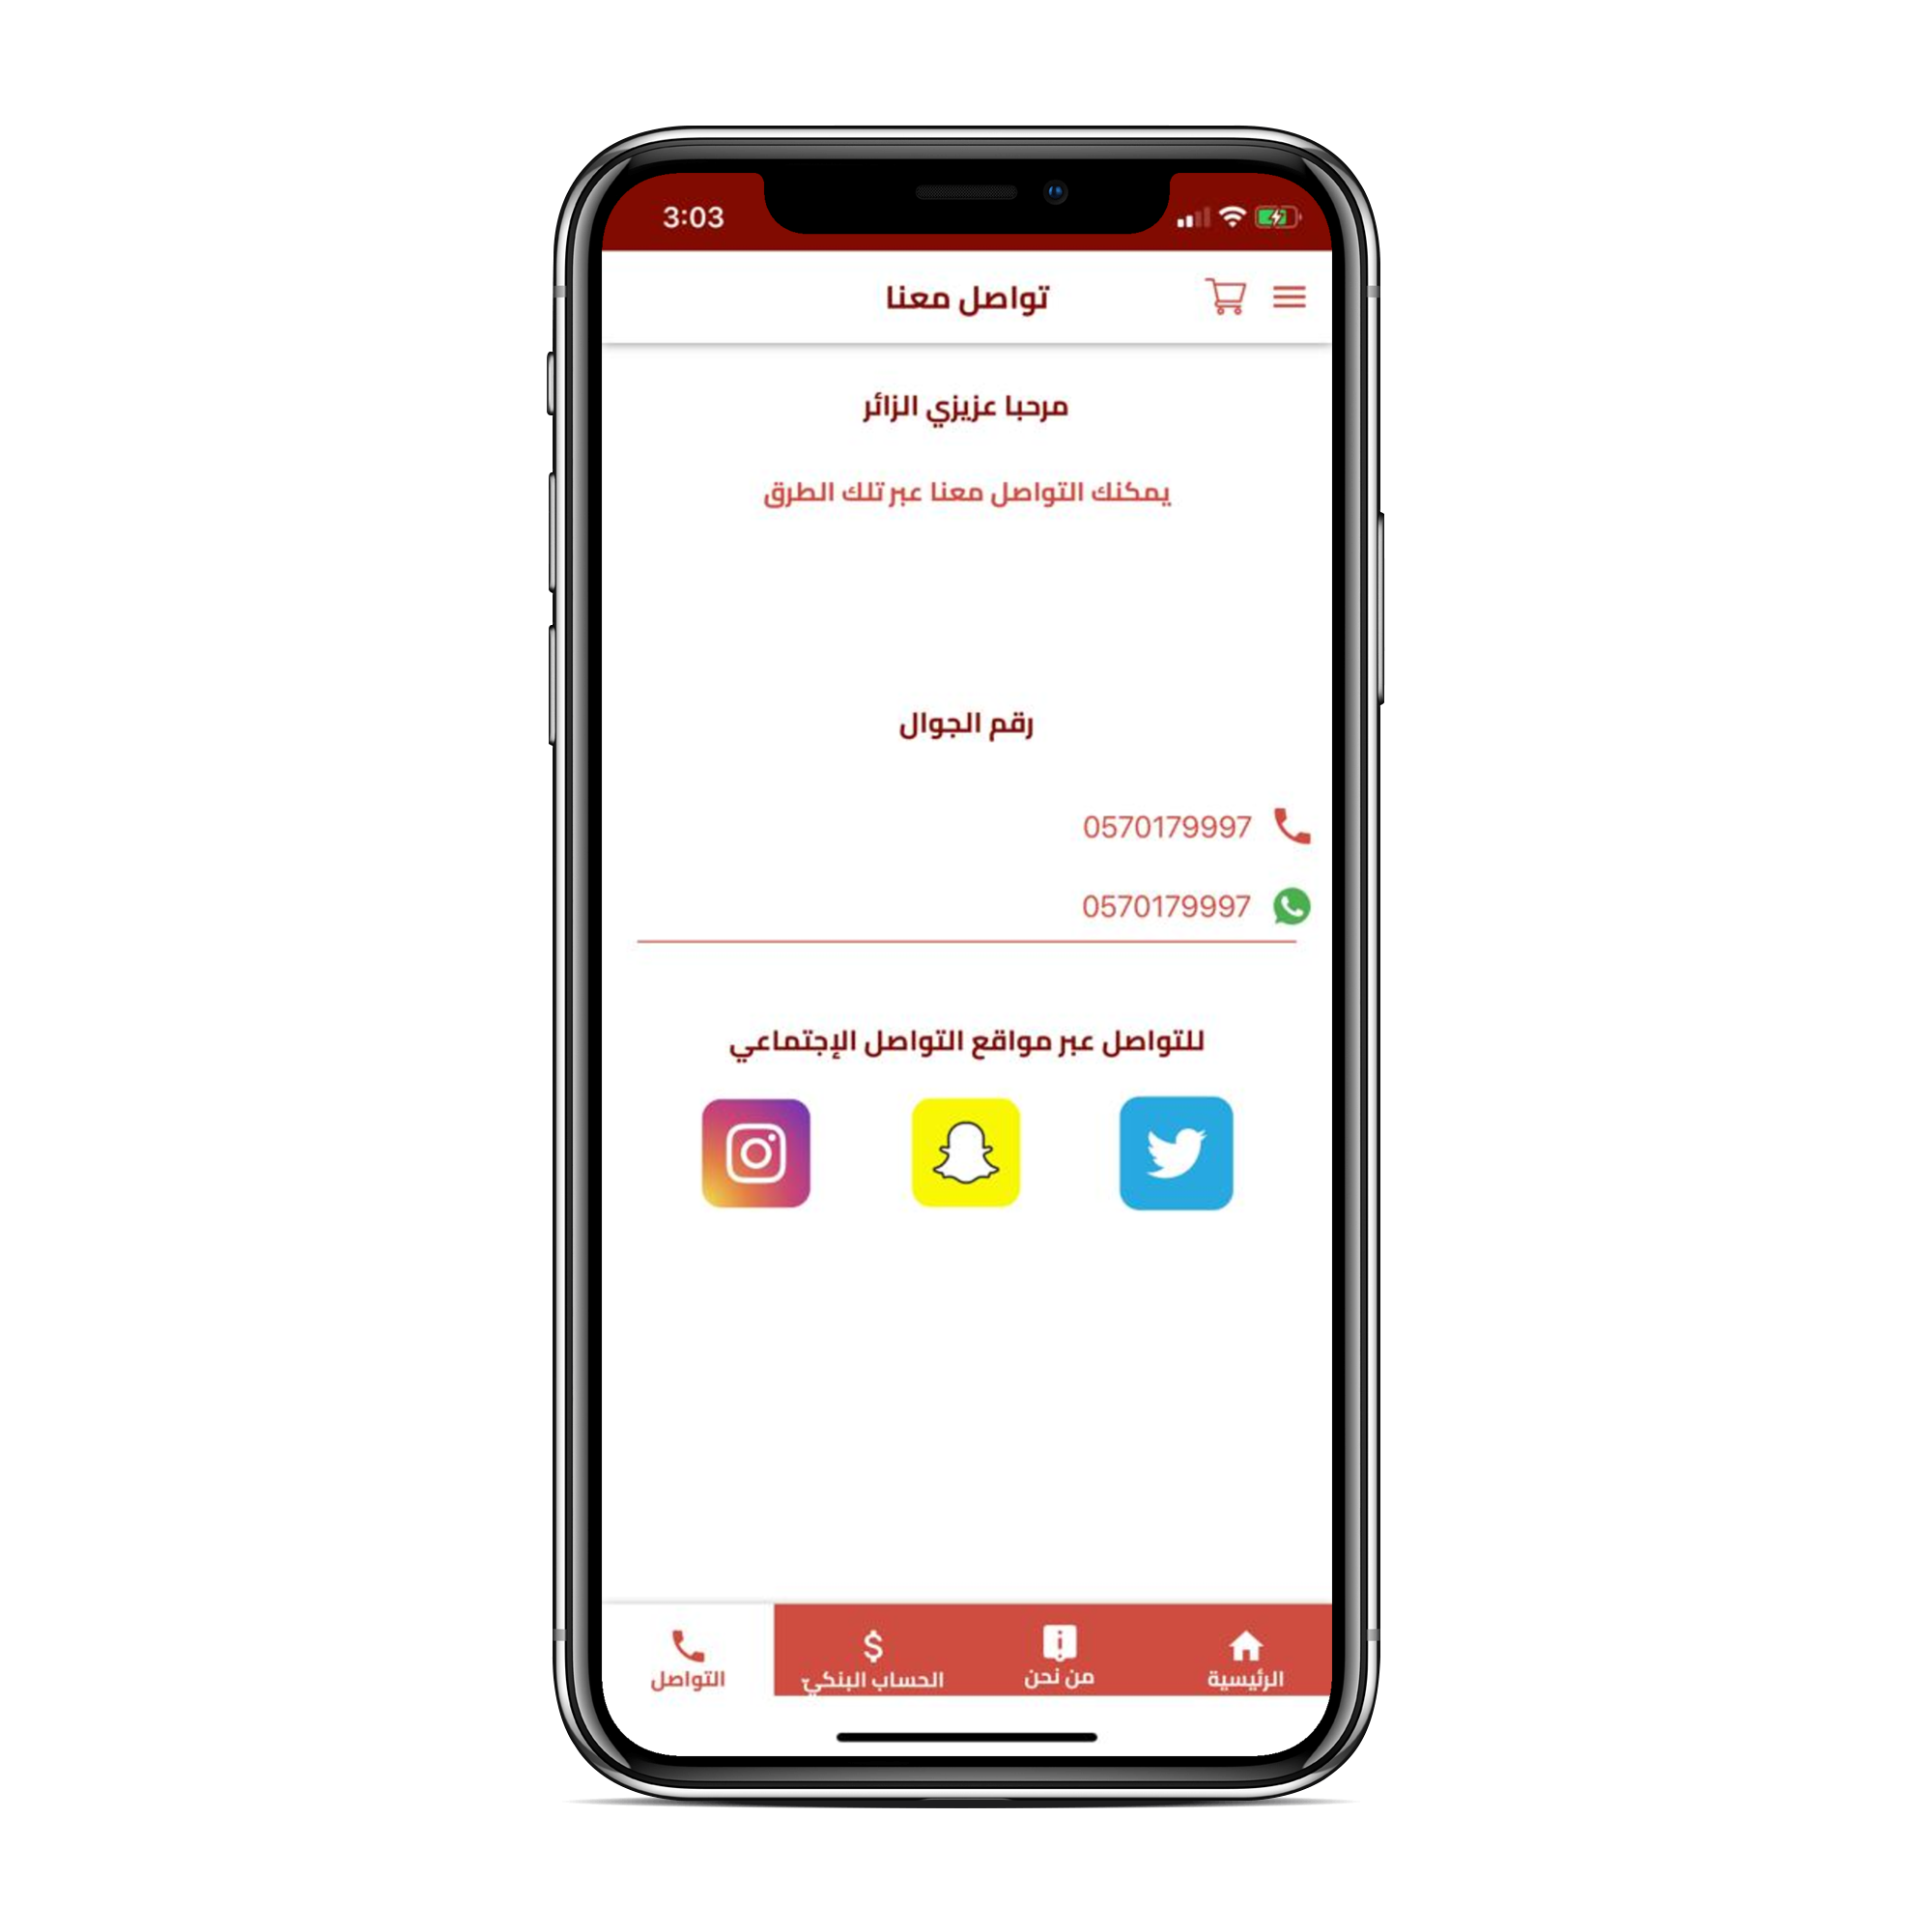 3:03
تواصل معنا
مرحبا عزيزي الزائر
يمكنك التواصل معنا عبر تلك الطرق
رقم الجوال
0570179997
0570179997
للتواصل عبر مواقع التواصل الإجتماعي
الرئيسية
من نحن
الحساب البنكي
التواصل